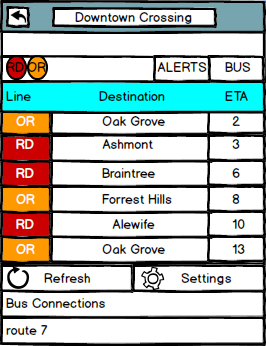 Downtown Crossing
RD OR ALERTS BUS
Line Destination ETA
OR Oak Grove 2
RD Ashmont 3
RD Braintree 6
OR Forrest Hills 8
RD Alewife 10
OR Oak Grove 13
Refresh Settings
Bus Connections
route 7